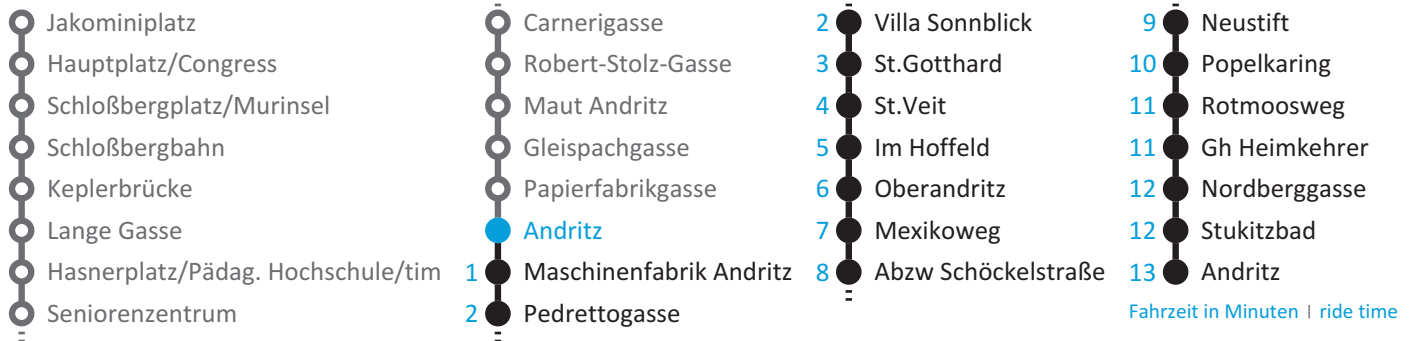 Jakominiplatz
Hauptplatz/Congress
Schloßbergplatz/Murinsel
Schloßbergbahn
Keplerbrücke
Lange Gasse
Hasnerplatz/Pädag. Hochschule/tim
Seniorenzentrum
Carnerigasse
Robert-Stolz-Gasse
Maut Andritz
Gleispachgasse
Papierfabrikgasse
Andritz
1 Maschinenfabrik Andritz
2 Pedrettogasse
2 Villa Sonnblick
3 St.Gotthard
4 St.Veit
5 Im Hoffeld
6 Oberandritz
7 Mexikoweg
8 Abzw Schöckelstraße
9 Neustift
10 Popelkaring
11 Rotmoosweg
11 Gh Heimkehrer
12 Nordberggasse
12 Stukitzbad
13 Andritz
Fahrzeit in Minuten | ride time